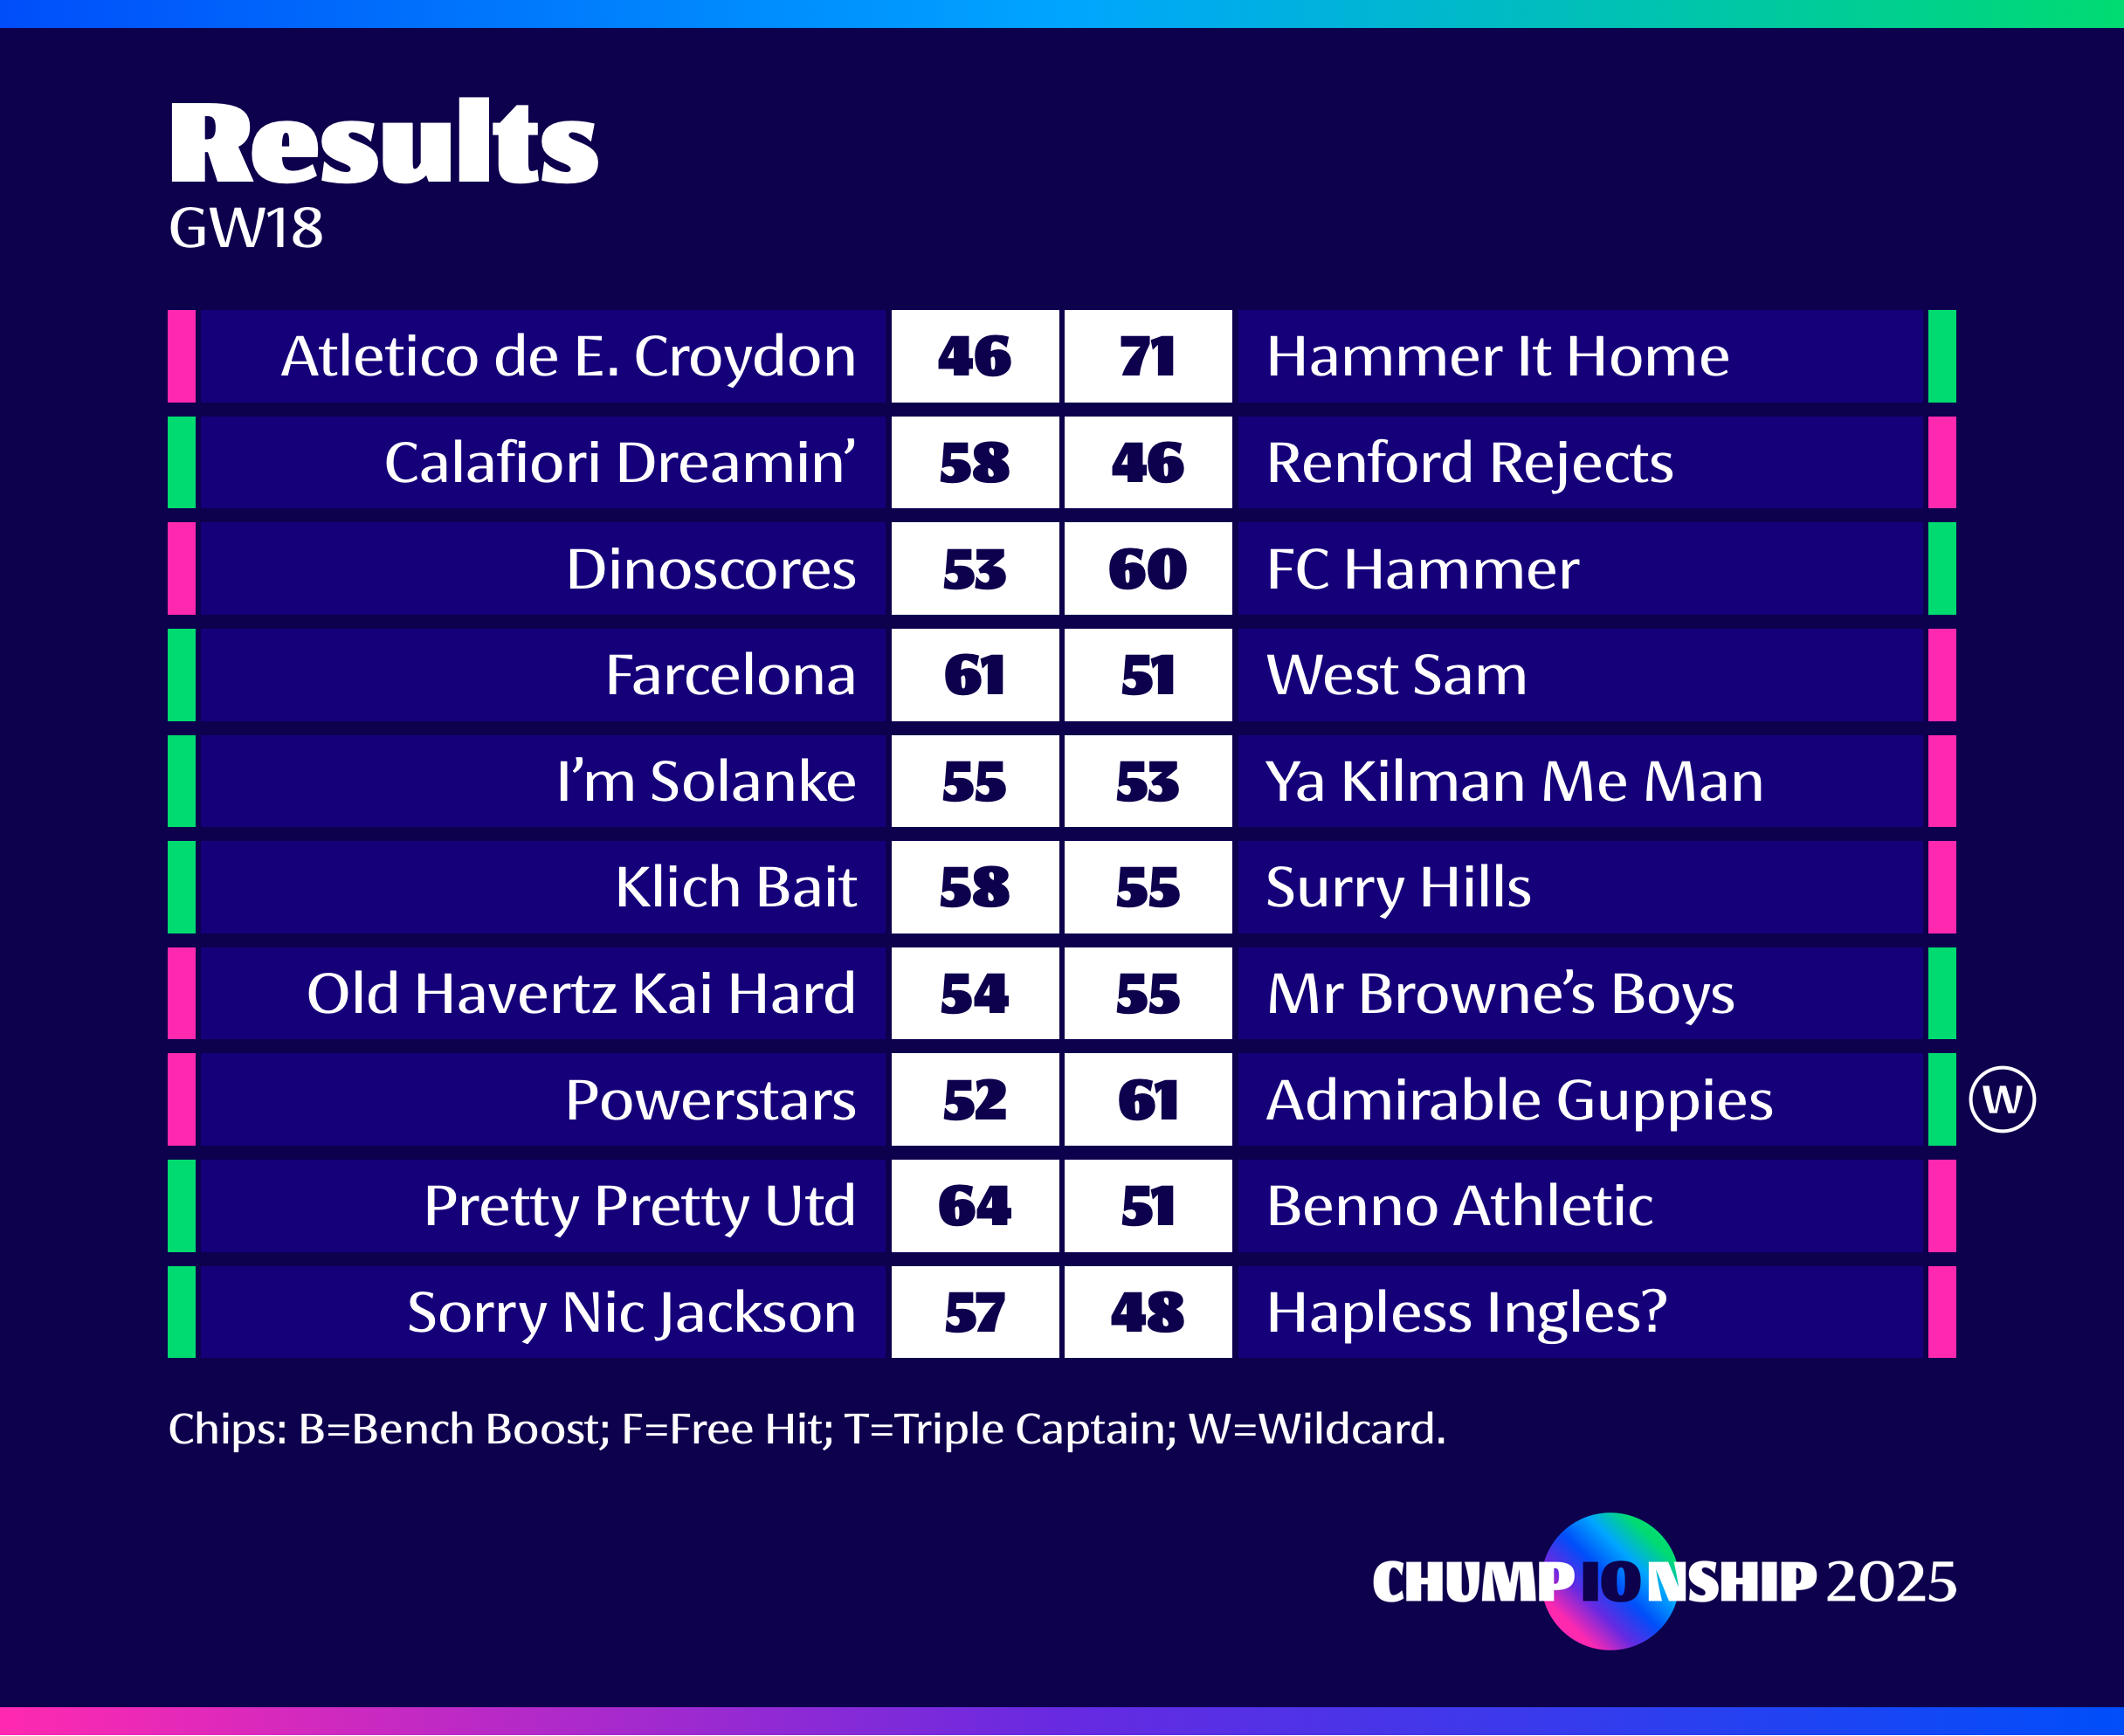 Results
GW18
Atletico de E. Croydon 46 71 Hammer It Home
Calafiori Dreamin’ 58 46 Renford Rejects
Dinoscores 53 60 FC Hammer
Farcelona 61 51 West Sam
I’m Solanke 55 53 Ya Kilman Me Man
Klich Bait 58 55 Surry Hills
Old Havertz Kai Hard 54 55 Mr Browne’s Boys
Powerstars 52 61 Admirable Guppies W
Pretty Pretty Utd 64 51 Benno Athletic
Sorry Nic Jackson 57 48 Hapless Ingles?
Chips: B=Bench Boost; F=Free Hit; T=Triple Captain; W=Wildcard.
CHUMPIONSHIP 2025